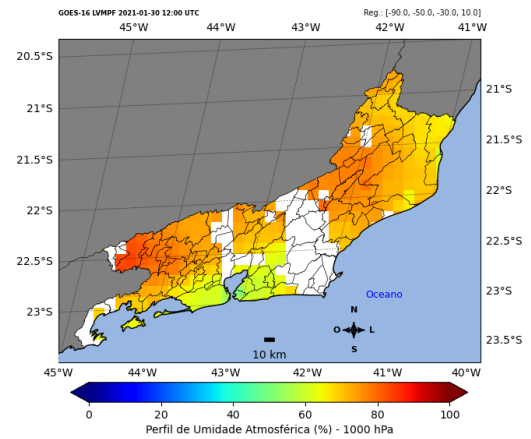 GOES-16 LVMPF 2021-01-30 12:00 UTC
Reg.: [-90.0, -50.0, -30.0, 10.0]
44°W 43°W 42°W 41°W
20.5°S
21°S
21.5°S
22°S
22.5°S
23°S
23.5°S
21°S
21.5°S
22°S
22.5°S
23°S
23.5°S
Oceano
N
O L
S
10 km
45°W 44°W 43°W 42°W 41°W 40°W
0 20 40 60 80 100
Perfil de Umidade Atmosférica (%) - 1000 hPa